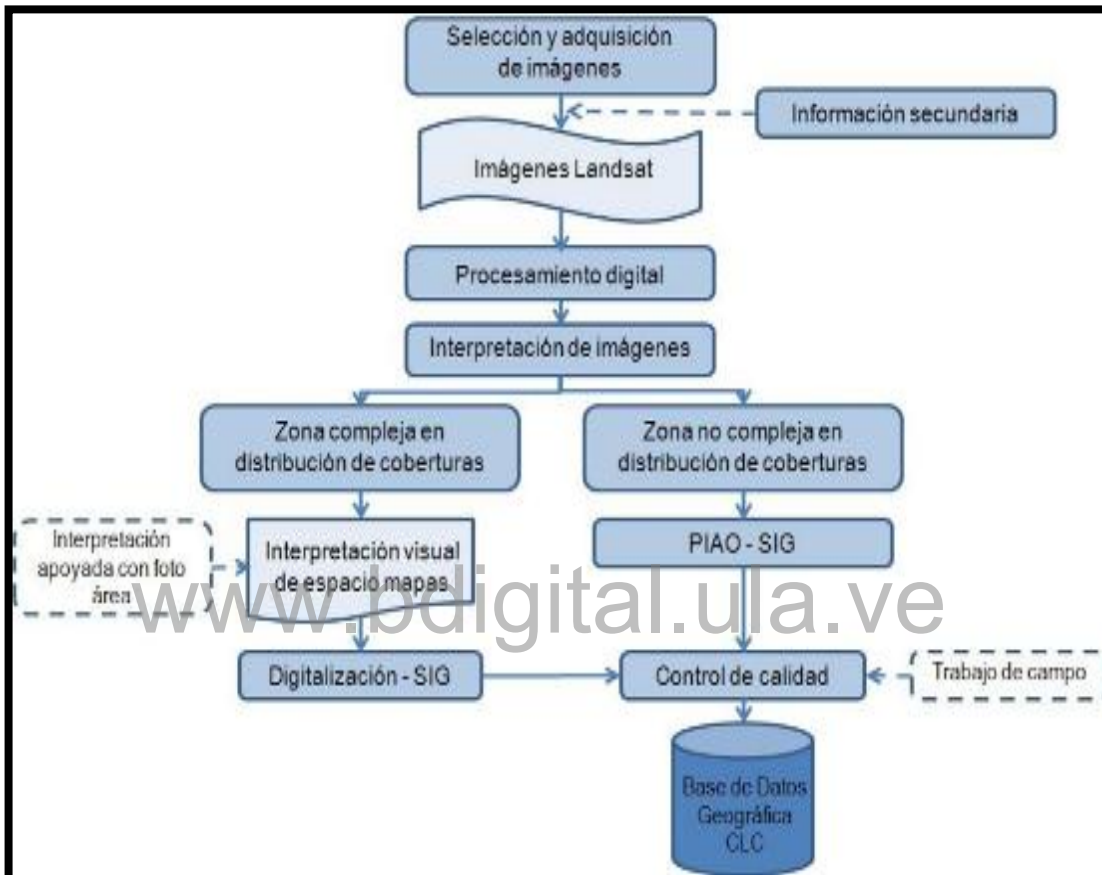 Selección y adquisición
de imágenes
Información secundaria
Imágenes Landsat
Procesamiento digital
Interpretación de imágenes
Zona compleja en
distribución de coberturas
Zona no compleja en
distribución de coberturas
Interpretación
apoyada con foto
área
Interpretación visual
de espació mapas
PIAO - SIG
www.bdigital.ula.ve
Digitalización - SIG
Control de calidad
Trabajo de campo
Base de Datos
Geográfica
CLC